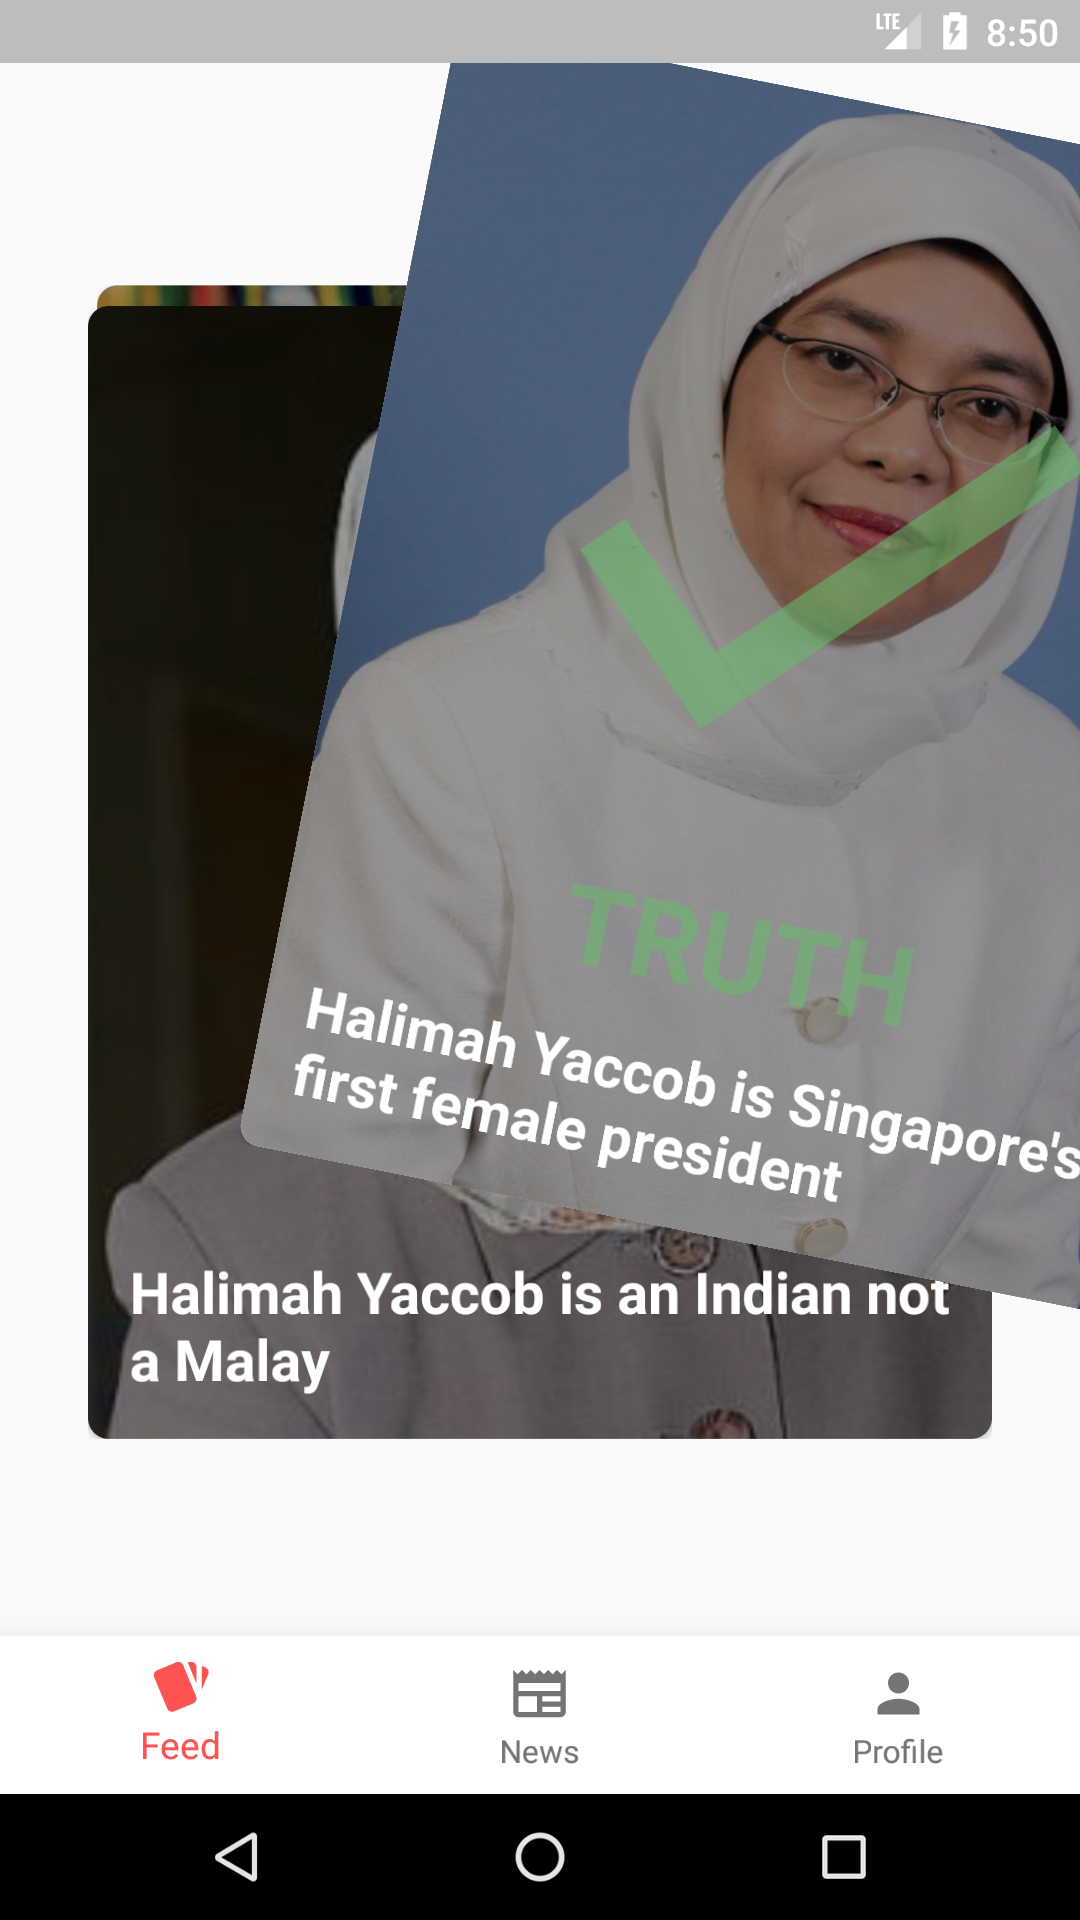 LTE 8:50
TRUTH
Halimah Yaccob is Singapore's
first female president
Halimah Yaccob is an Indian not
a Malay
Feed
News
Profile